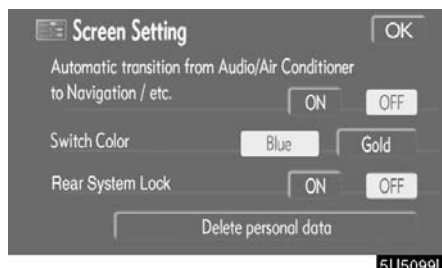 Screen Setting OK
Automatic transition from Audio/Air Conditioner
to Navigation / etc. ON OFF
Switch Color Blue Gold
Rear System Lock ON OFF
Delete personal data
5U5099